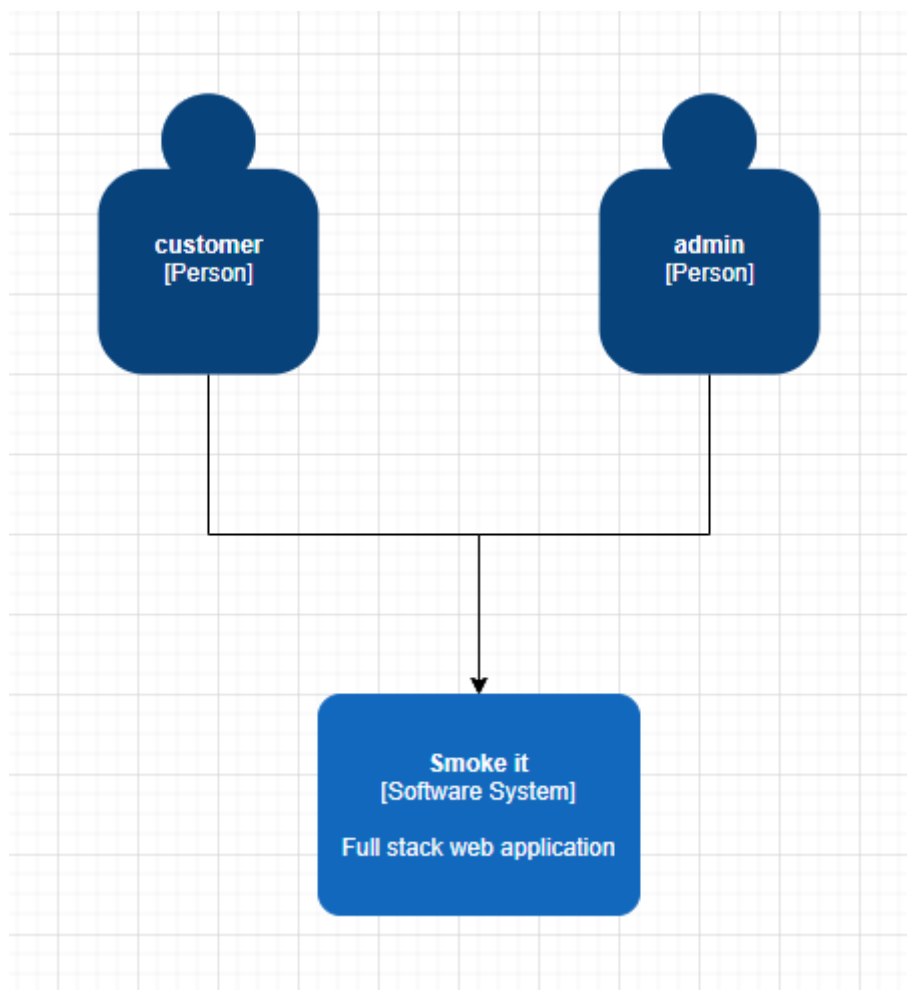 customer
[Person]
admin
[Person]
Smoke it
[Software System]
Full stack web application